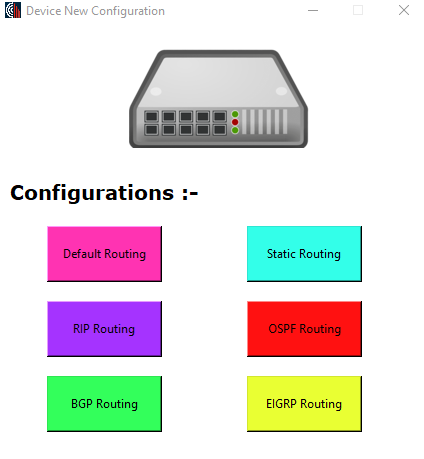 Device New Configuration
Configurations :-
Default Routing
Static Routing
RIP Routing
OSPF Routing
BGP Routing
EIGRP Routing